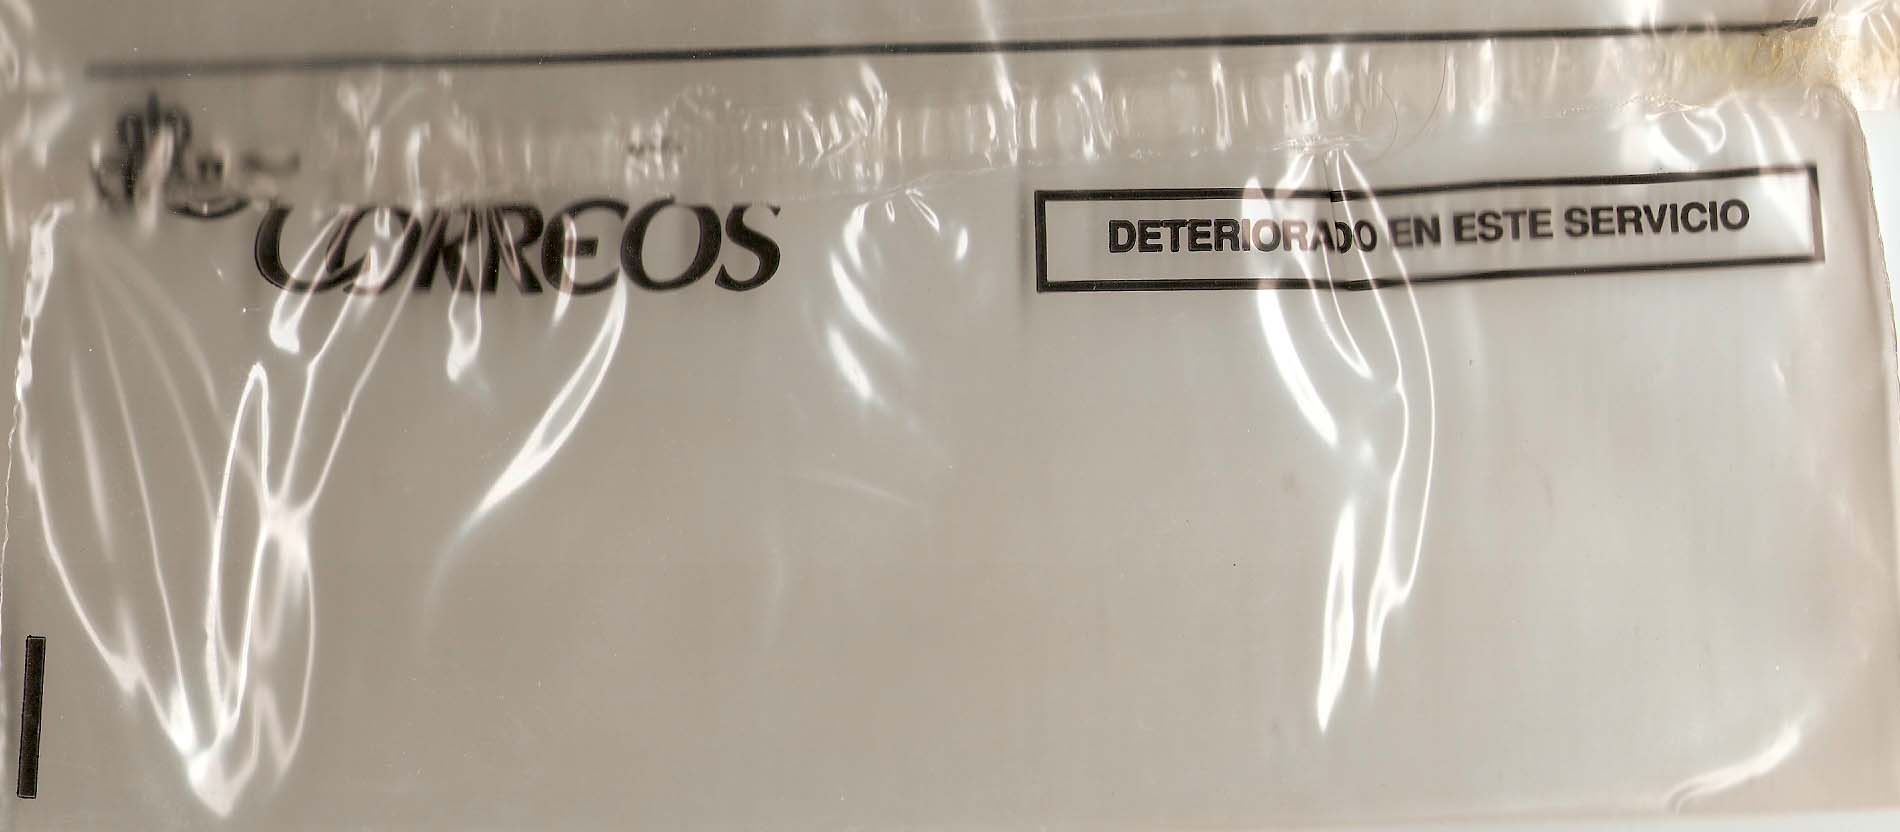 CORREOS
DETERIORADO EN ESTE SERVICIO